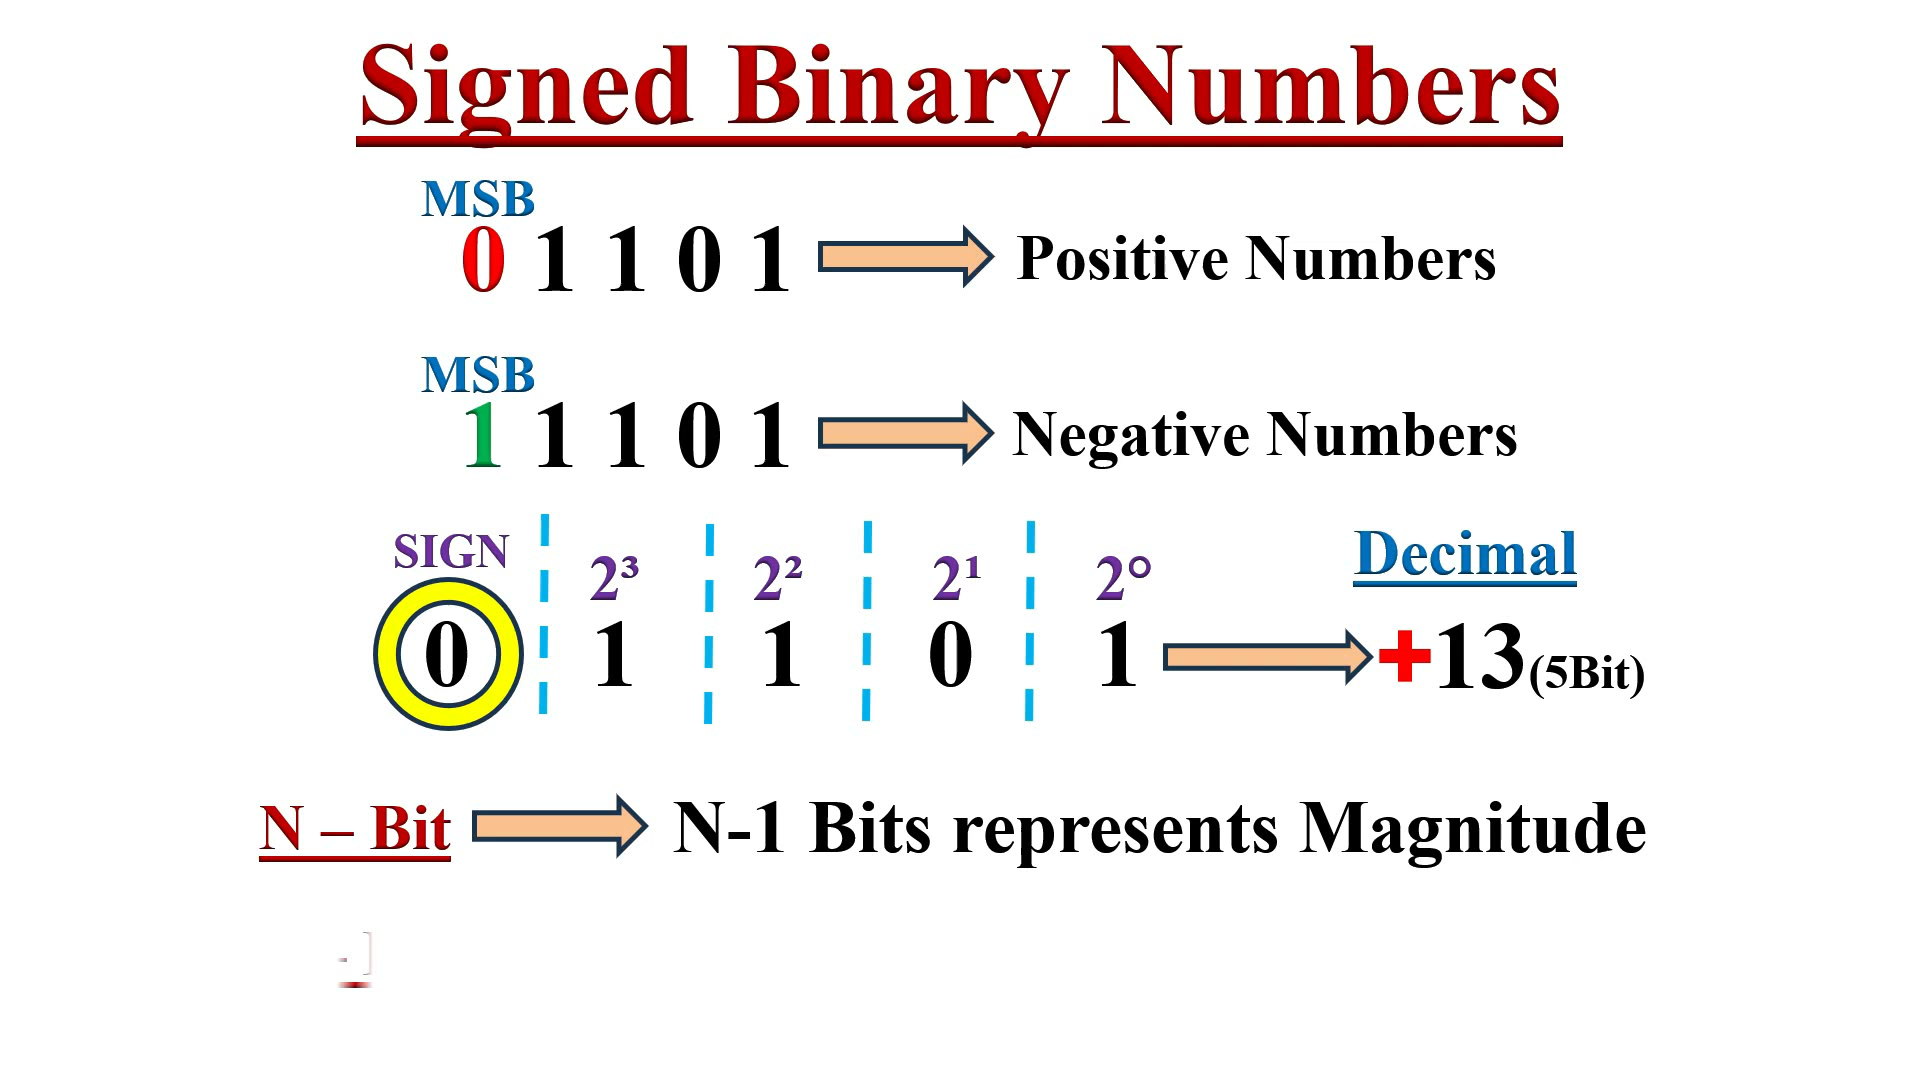 Signed Binary Numbers
MSB
0 1 1 0 1 Positive Numbers
MSB
1 1 1 0 1 Negative Numbers
SIGN 2³ 2² 2¹ 2° Decimal
0 1 1 0 1 +13(5Bit)
N – Bit N-1 Bits represents Magnitude